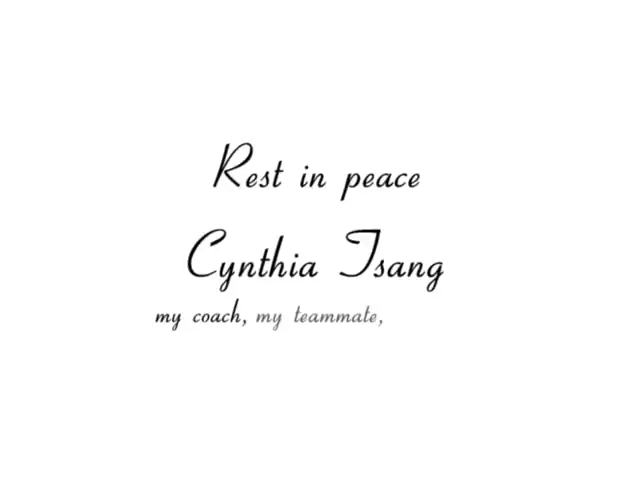 Rest in peace
Cynthia Tsang
my coach, my teammate,